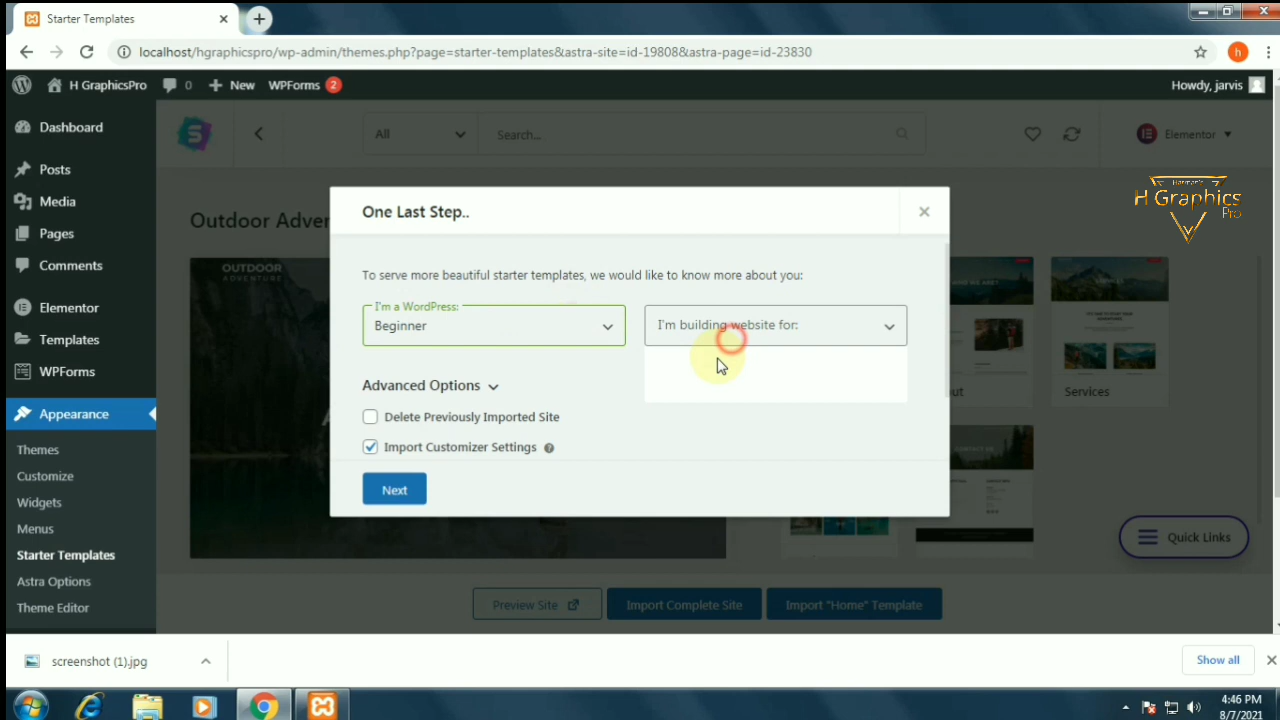 Starter Templates
localhost/hgraphicspro/wp-admin/themes.php?page=starter-templates&astra-site=id-19808&astra-page=id-23830
h
H GraphicsPro
0
New
WPForms 2
Howdy, jarvis
Dashboard
Posts
Media
Pages
Comments
Elementor
Templates
WPForms
Appearance
Themes
Customize
Widgets
Menus
Starter Templates
Astra Options
Theme Editor
All
Search...
Elementor
Harman's
H Graphics
Pro
Outdoor Adver
OUTDOOR
ADVENTURE
One Last Step..
To serve more beautiful starter templates, we would like to know more about you:
I'm a WordPress:
Beginner
I'm building website for:
Advanced Options
Delete Previously Imported Site
Import Customizer Settings
Next
out
Services
Quick Links
Preview Site
Import Complete Site
Import "Home" Template
screenshot (1).jpg
Show all
4:46 PM
8/7/2021